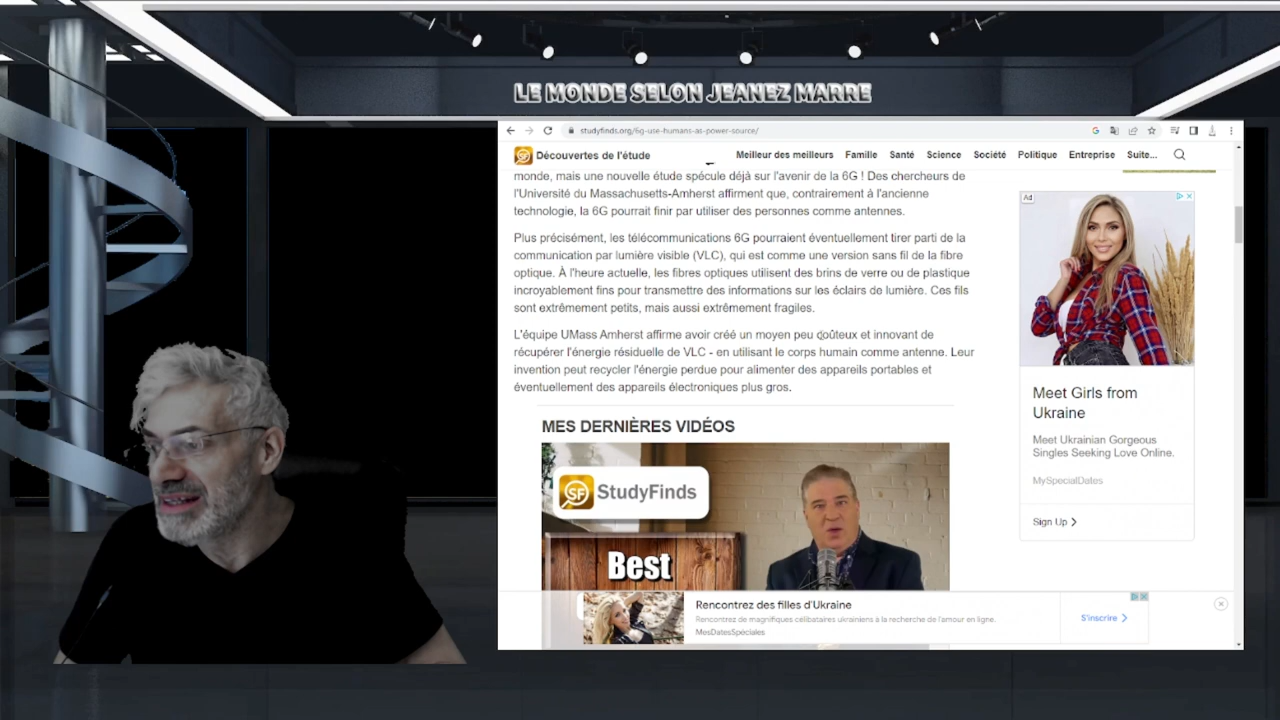 LE MONDE SELON JEANEZ MARRE
studyfinds.org/6g-use-humans-as-power-source/
SF Découvertes de l'étude
Meilleur des meilleurs Famille Santé Science Société Politique Entreprise Suite...
monde, mais une nouvelle étude spécule déjà sur l'avenir de la 6G ! Des chercheurs de
l'Université du Massachusetts-Amherst affirment que, contrairement à l'ancienne
technologie, la 6G pourrait finir par utiliser des personnes comme antennes.
Plus précisément, les télécommunications 6G pourraient éventuellement tirer parti de la
communication par lumière visible (VLC), qui est comme une version sans fil de la fibre
optique. À l'heure actuelle, les fibres optiques utilisent des brins de verre ou de plastique
incroyablement fins pour transmettre des informations sur les éclairs de lumière. Ces fils
sont extrêmement petits, mais aussi extrêmement fragiles.
L'équipe UMass Amherst affirme avoir créé un moyen peu coûteux et innovant de
récupérer l'énergie résiduelle de VLC - en utilisant le corps humain comme antenne. Leur
invention peut recycler l'énergie perdue pour alimenter des appareils portables et
éventuellement des appareils électroniques plus gros.
MES DERNIÈRES VIDÉOS
SF StudyFinds
Best
Ad
Meet Girls from
Ukraine
Meet Ukrainian Gorgeous
Singles Seeking Love Online.
MySpecialDates
Sign Up
Rencontrez des filles d'Ukraine
Rencontrez de magnifiques célibataires ukrainiens à la recherche de l'amour en ligne.
MesDatesSpéciales
S'inscrire